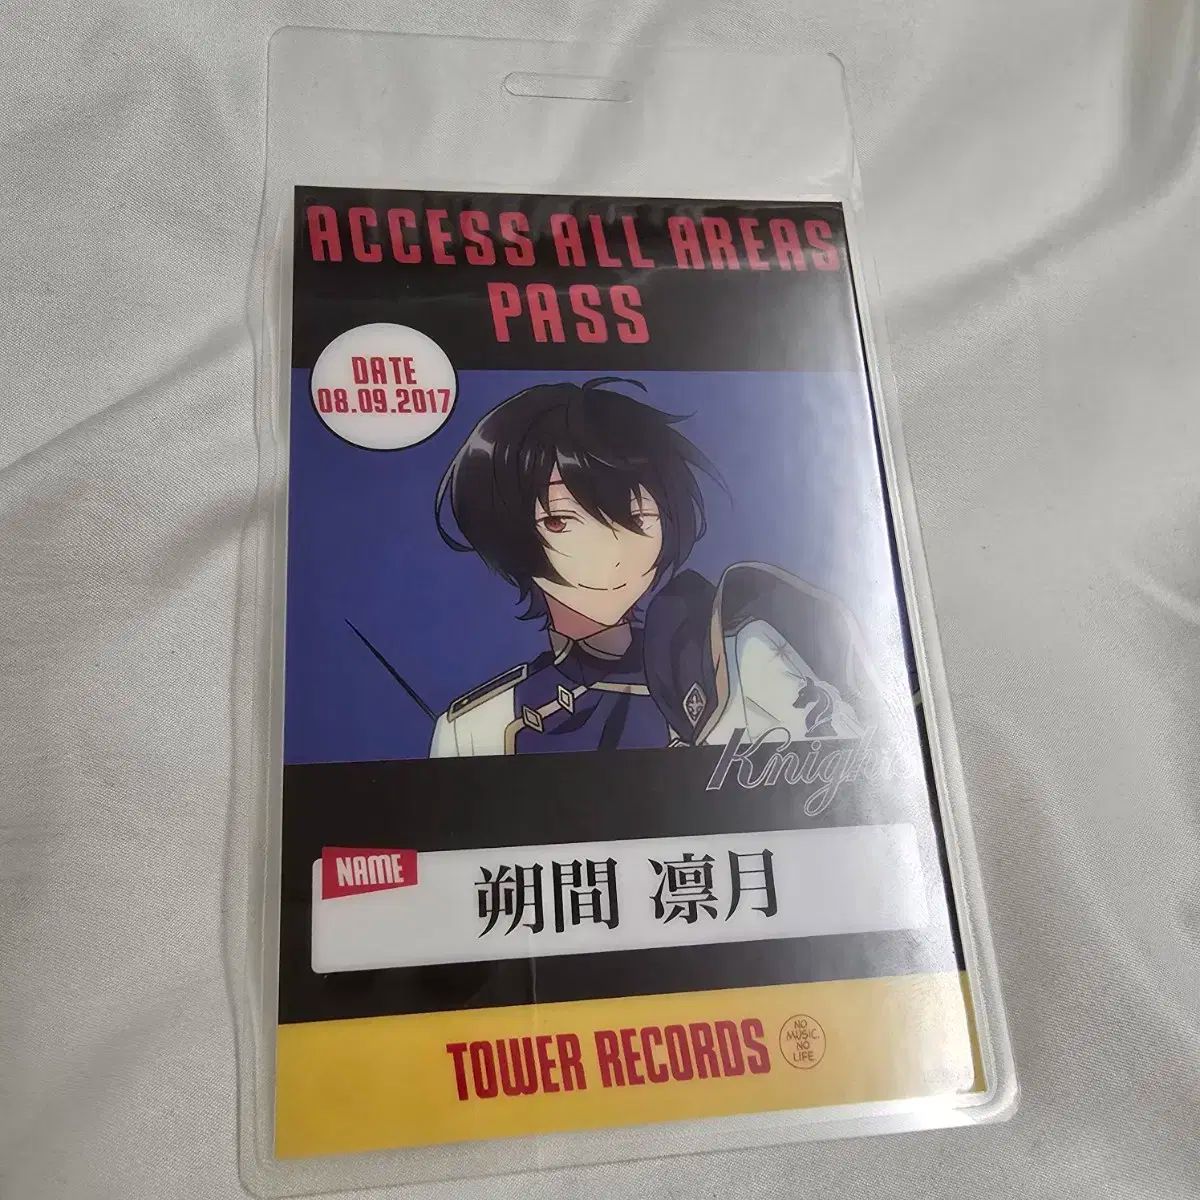 ACCESS ALL AREAS
PASS
DATE
08.09.2017
Knights
NAME
朔間 凛月
TOWER RECORDS
NO
MUSIC.
NO
LIFE.